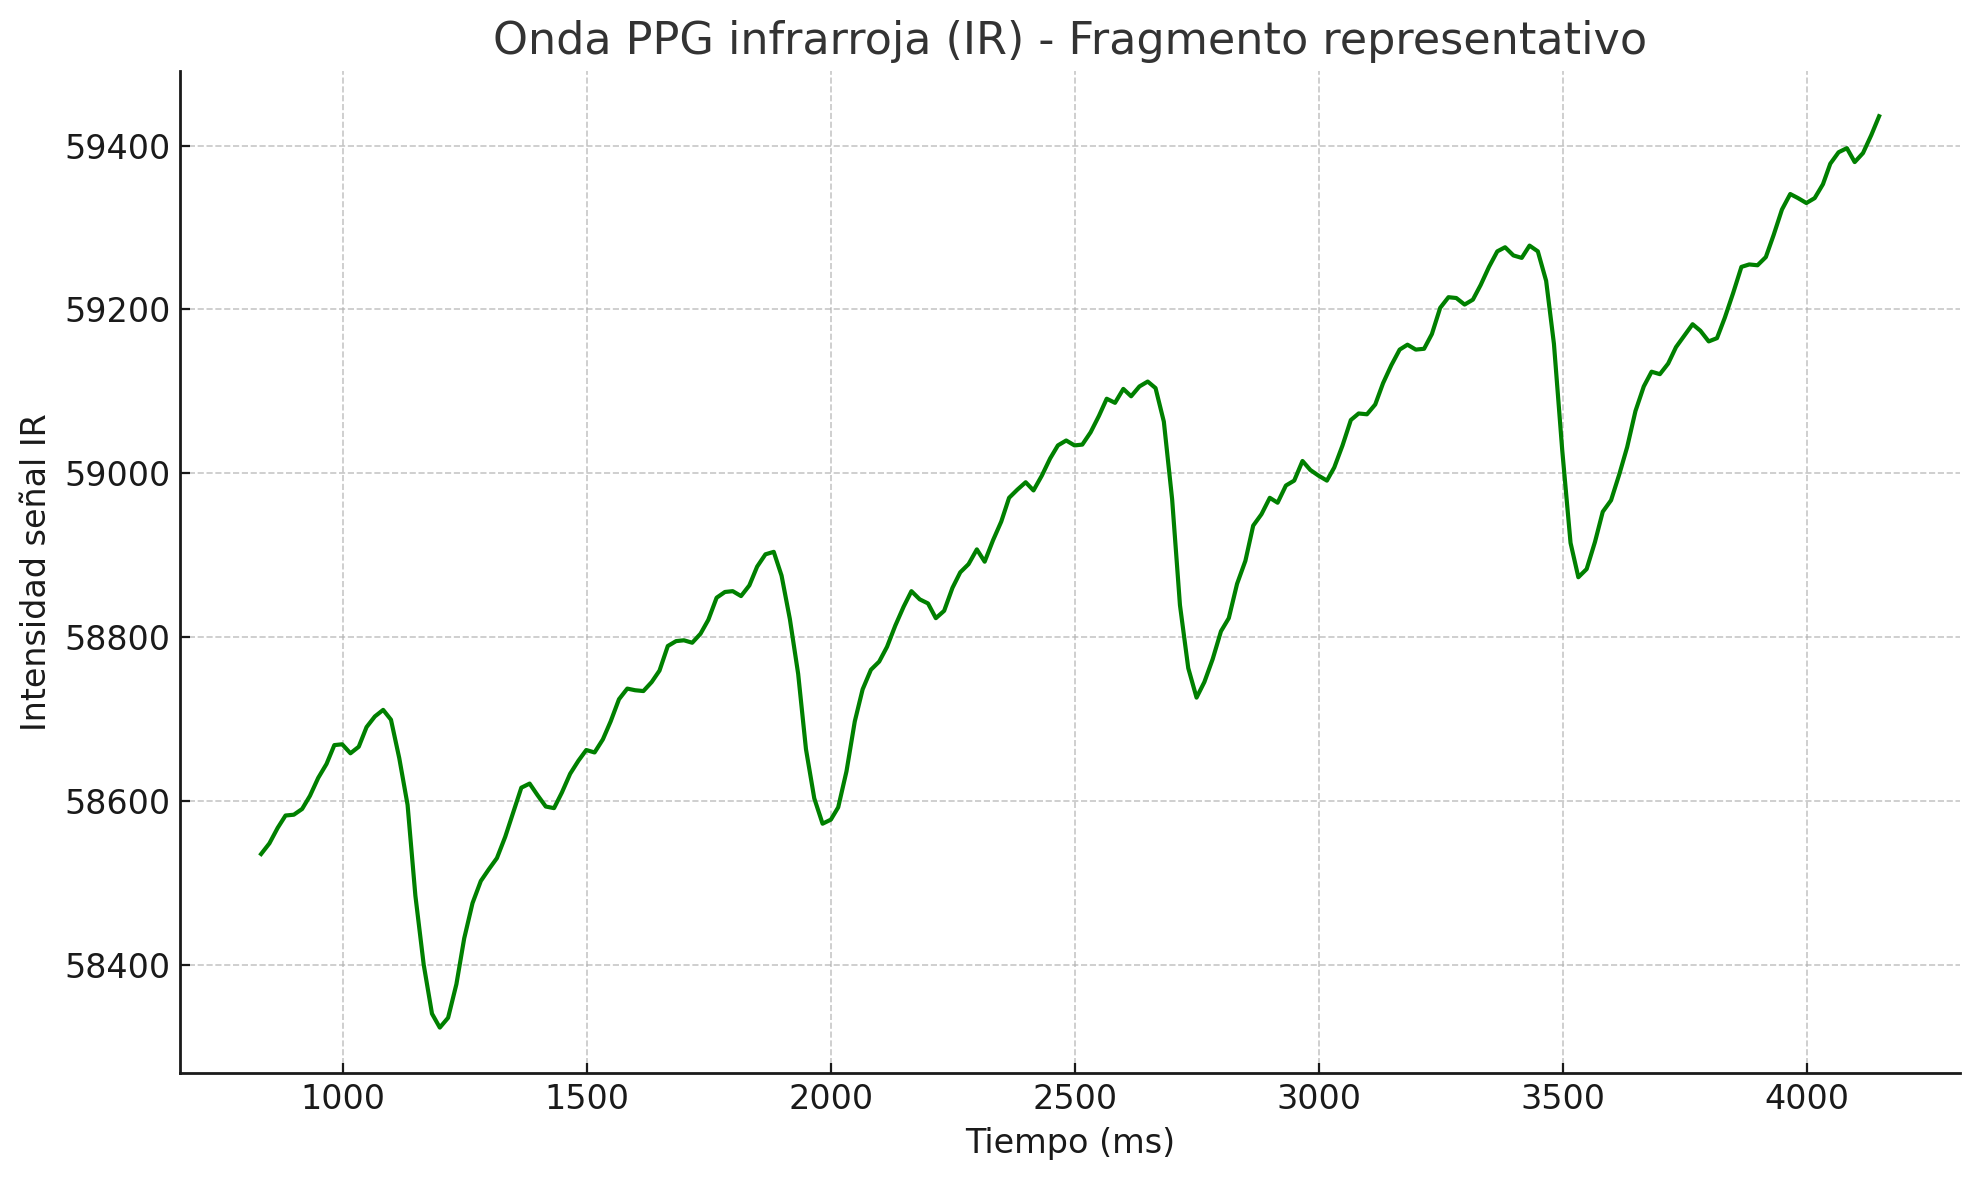 Onda PPG infrarroja (IR) - Fragmento representativo
59400
59200
59000
58800
58600
58400
Intensidad señal IR
1000 1500 2000 2500 3000 3500 4000
Tiempo (ms)